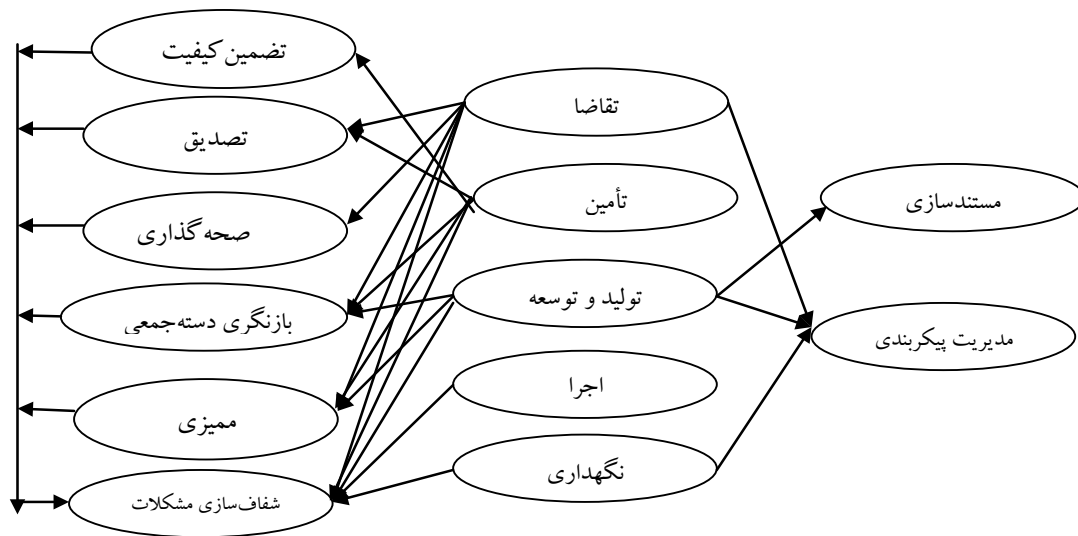 تضمین کیفیت
تقاضا
تصدیق
تأمین
مستندسازی
صحه گذاری
تولید و توسعه
بازنگری دسته‌جمعی
مدیریت پیکربندی
اجرا
ممیزی
نگهداری
شفاف‌سازی مشکلات